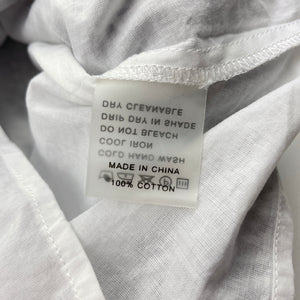 DRY CLEANABLE
DRIP DRY IN SHADE
DO NOT BLEACH
COOL IRON
COLD HAND WASH
MADE IN CHINA
100% COTTON